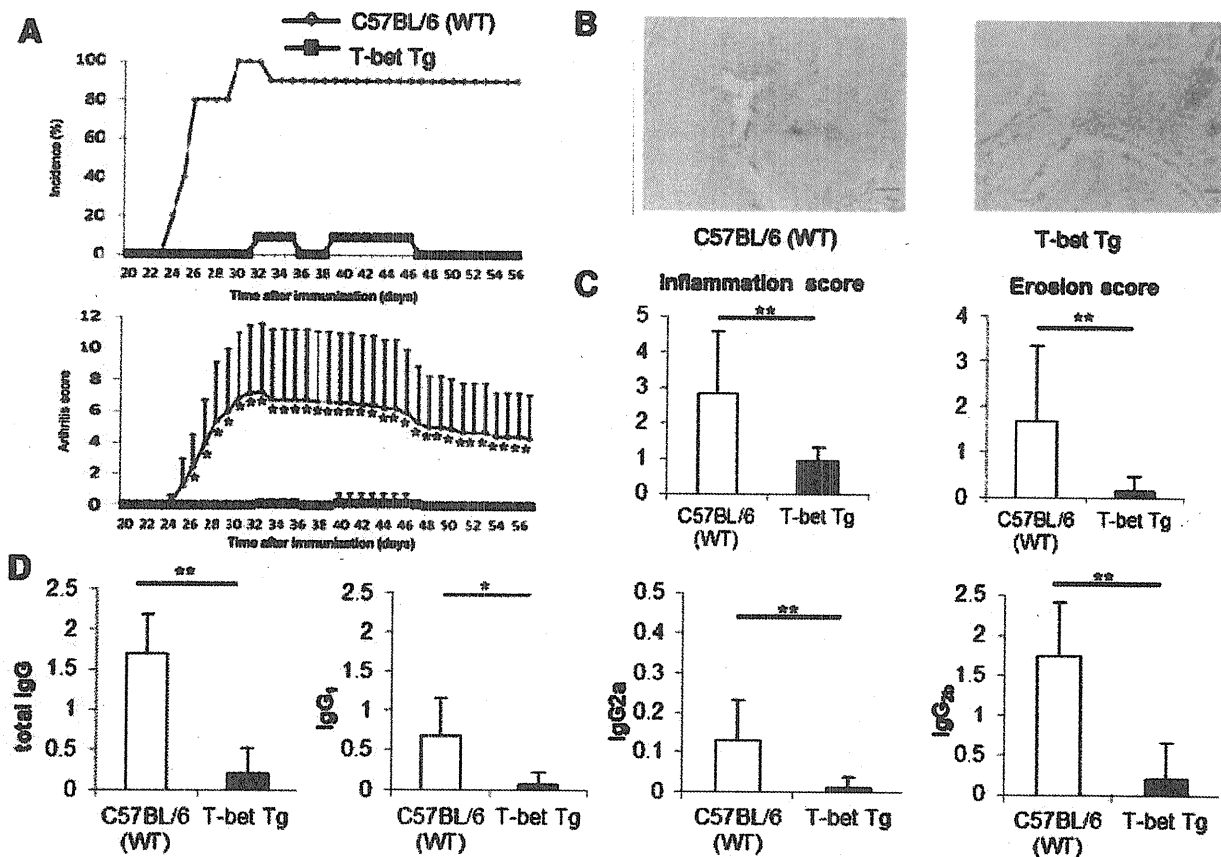 A
C57BL/6 (WT)
T-bet Tg
Incidence (%)
100
80
60
40
20
0
20 22 24 26 28 30 31 32 34 36 38 40 42 44 46 48 50 52 54 56
Time after immunization (days)
Arthritis score
12
10
8
6
4
2
0
20 22 24 26 28 30 32 34 36 38 40 42 44 46 48 50 52 54 56
Time after immunization (days)
B
C57BL/6 (WT)
T-bet Tg
C
Inflammation score
**
5
4
3
2
1
0
C57BL/6
(WT)
T-bet Tg
Erosion score
**
4
3
2
1
0
C57BL/6
(WT)
T-bet Tg
D
total IgG
**
2.5
2
1.5
1
0.5
0
C57BL/6
(WT)
T-bet Tg
IgG1
*
2.5
2
1.5
1
0.5
0
C57BL/6
(WT)
T-bet Tg
IgG2a
**
0.5
0.4
0.3
0.2
0.1
0
C57BL/6
(WT)
T-bet Tg
IgG2b
**
2.5
2
1.5
1
0.5
0
C57BL/6
(WT)
T-bet Tg